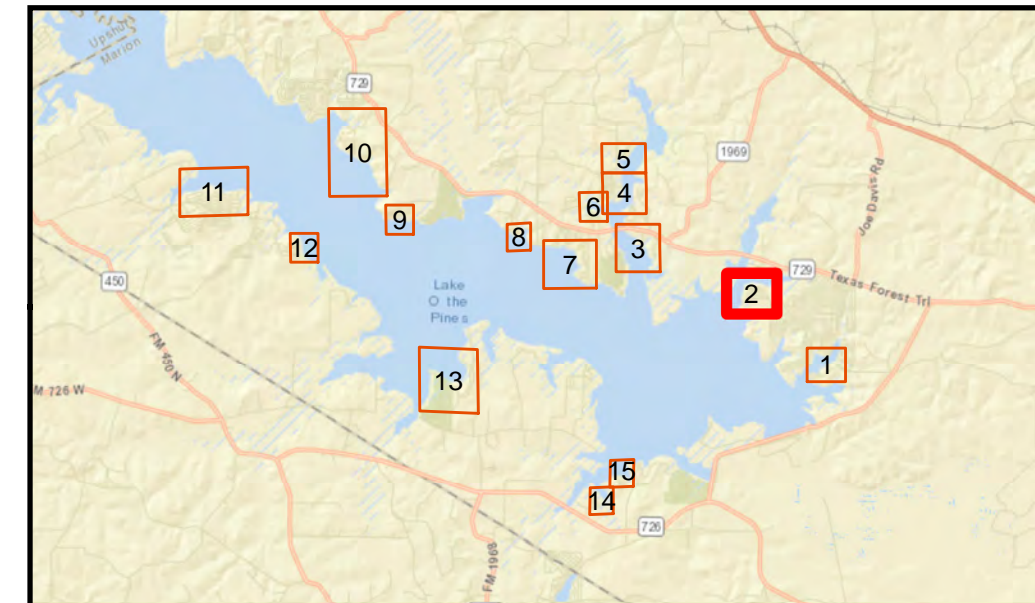 Upshur
Marion
729
10
5
1969
4
11
6
9
8
3
12
7
Joe Davis Rd
450
Lake
O the
Pines
2
729
Texas Forest Trl
FM 450 N
1
13
M 726 W
15
14
726
FM 1968